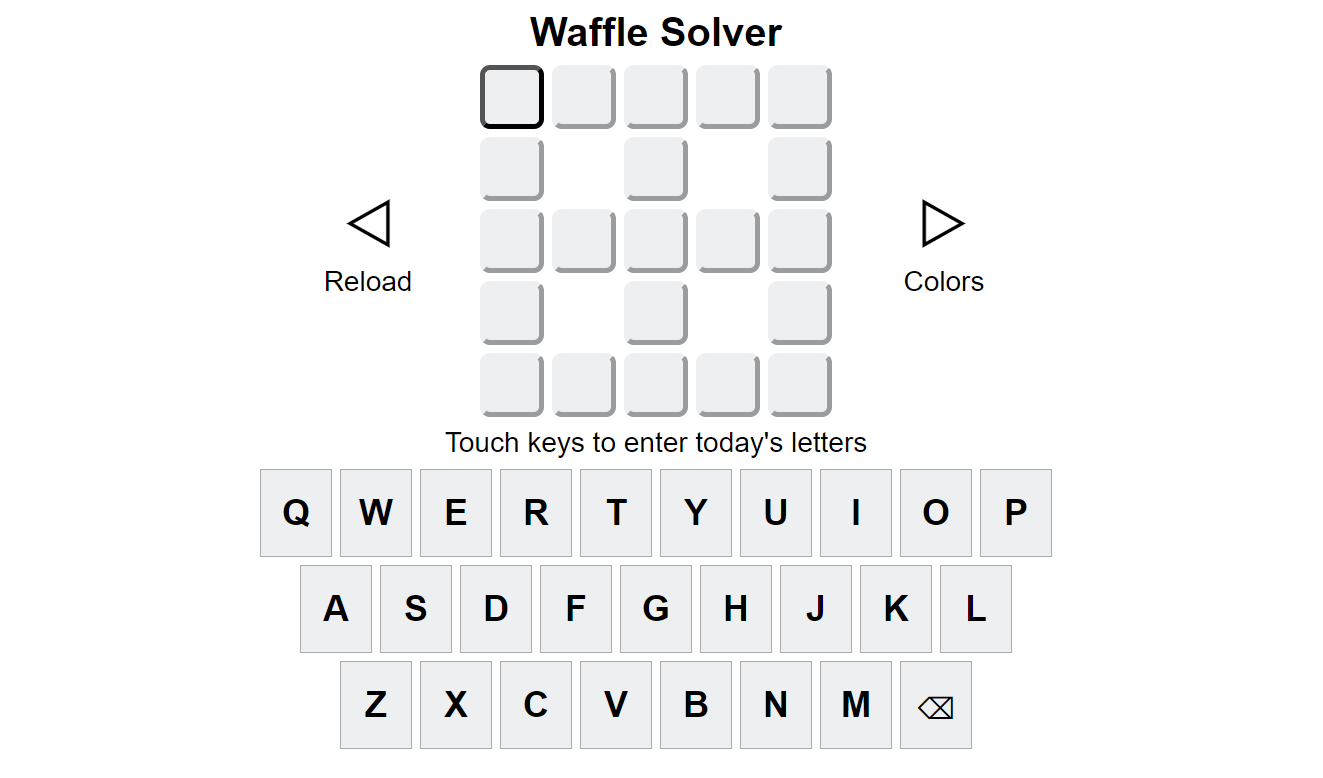 Waffle Solver
Reload
Colors
Touch keys to enter today's letters
Q W E R T Y U I O P
A S D F G H J K L
Z X C V B N M ⌫